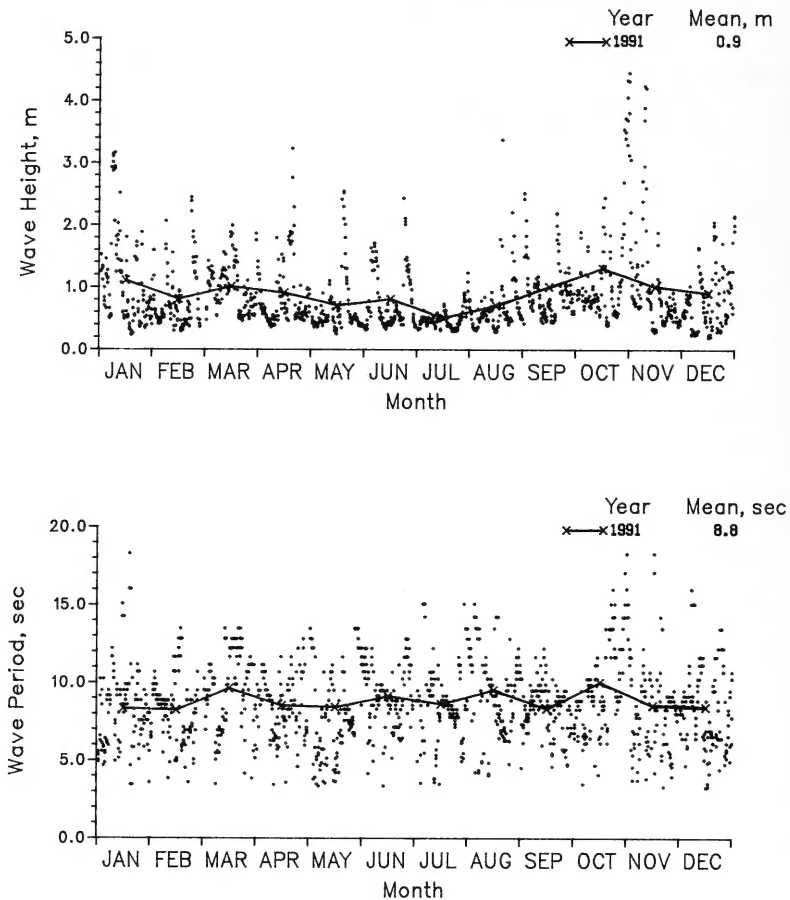 Year Mean, m
1991 0.9
5.0
4.0
3.0
2.0
1.0
0.0
Wave Height, m
JAN FEB MAR APR MAY JUN JUL AUG SEP OCT NOV DEC
Month
Year Mean, sec
1991 8.8
20.0
15.0
10.0
5.0
0.0
Wave Period, sec
JAN FEB MAR APR MAY JUN JUL AUG SEP OCT NOV DEC
Month